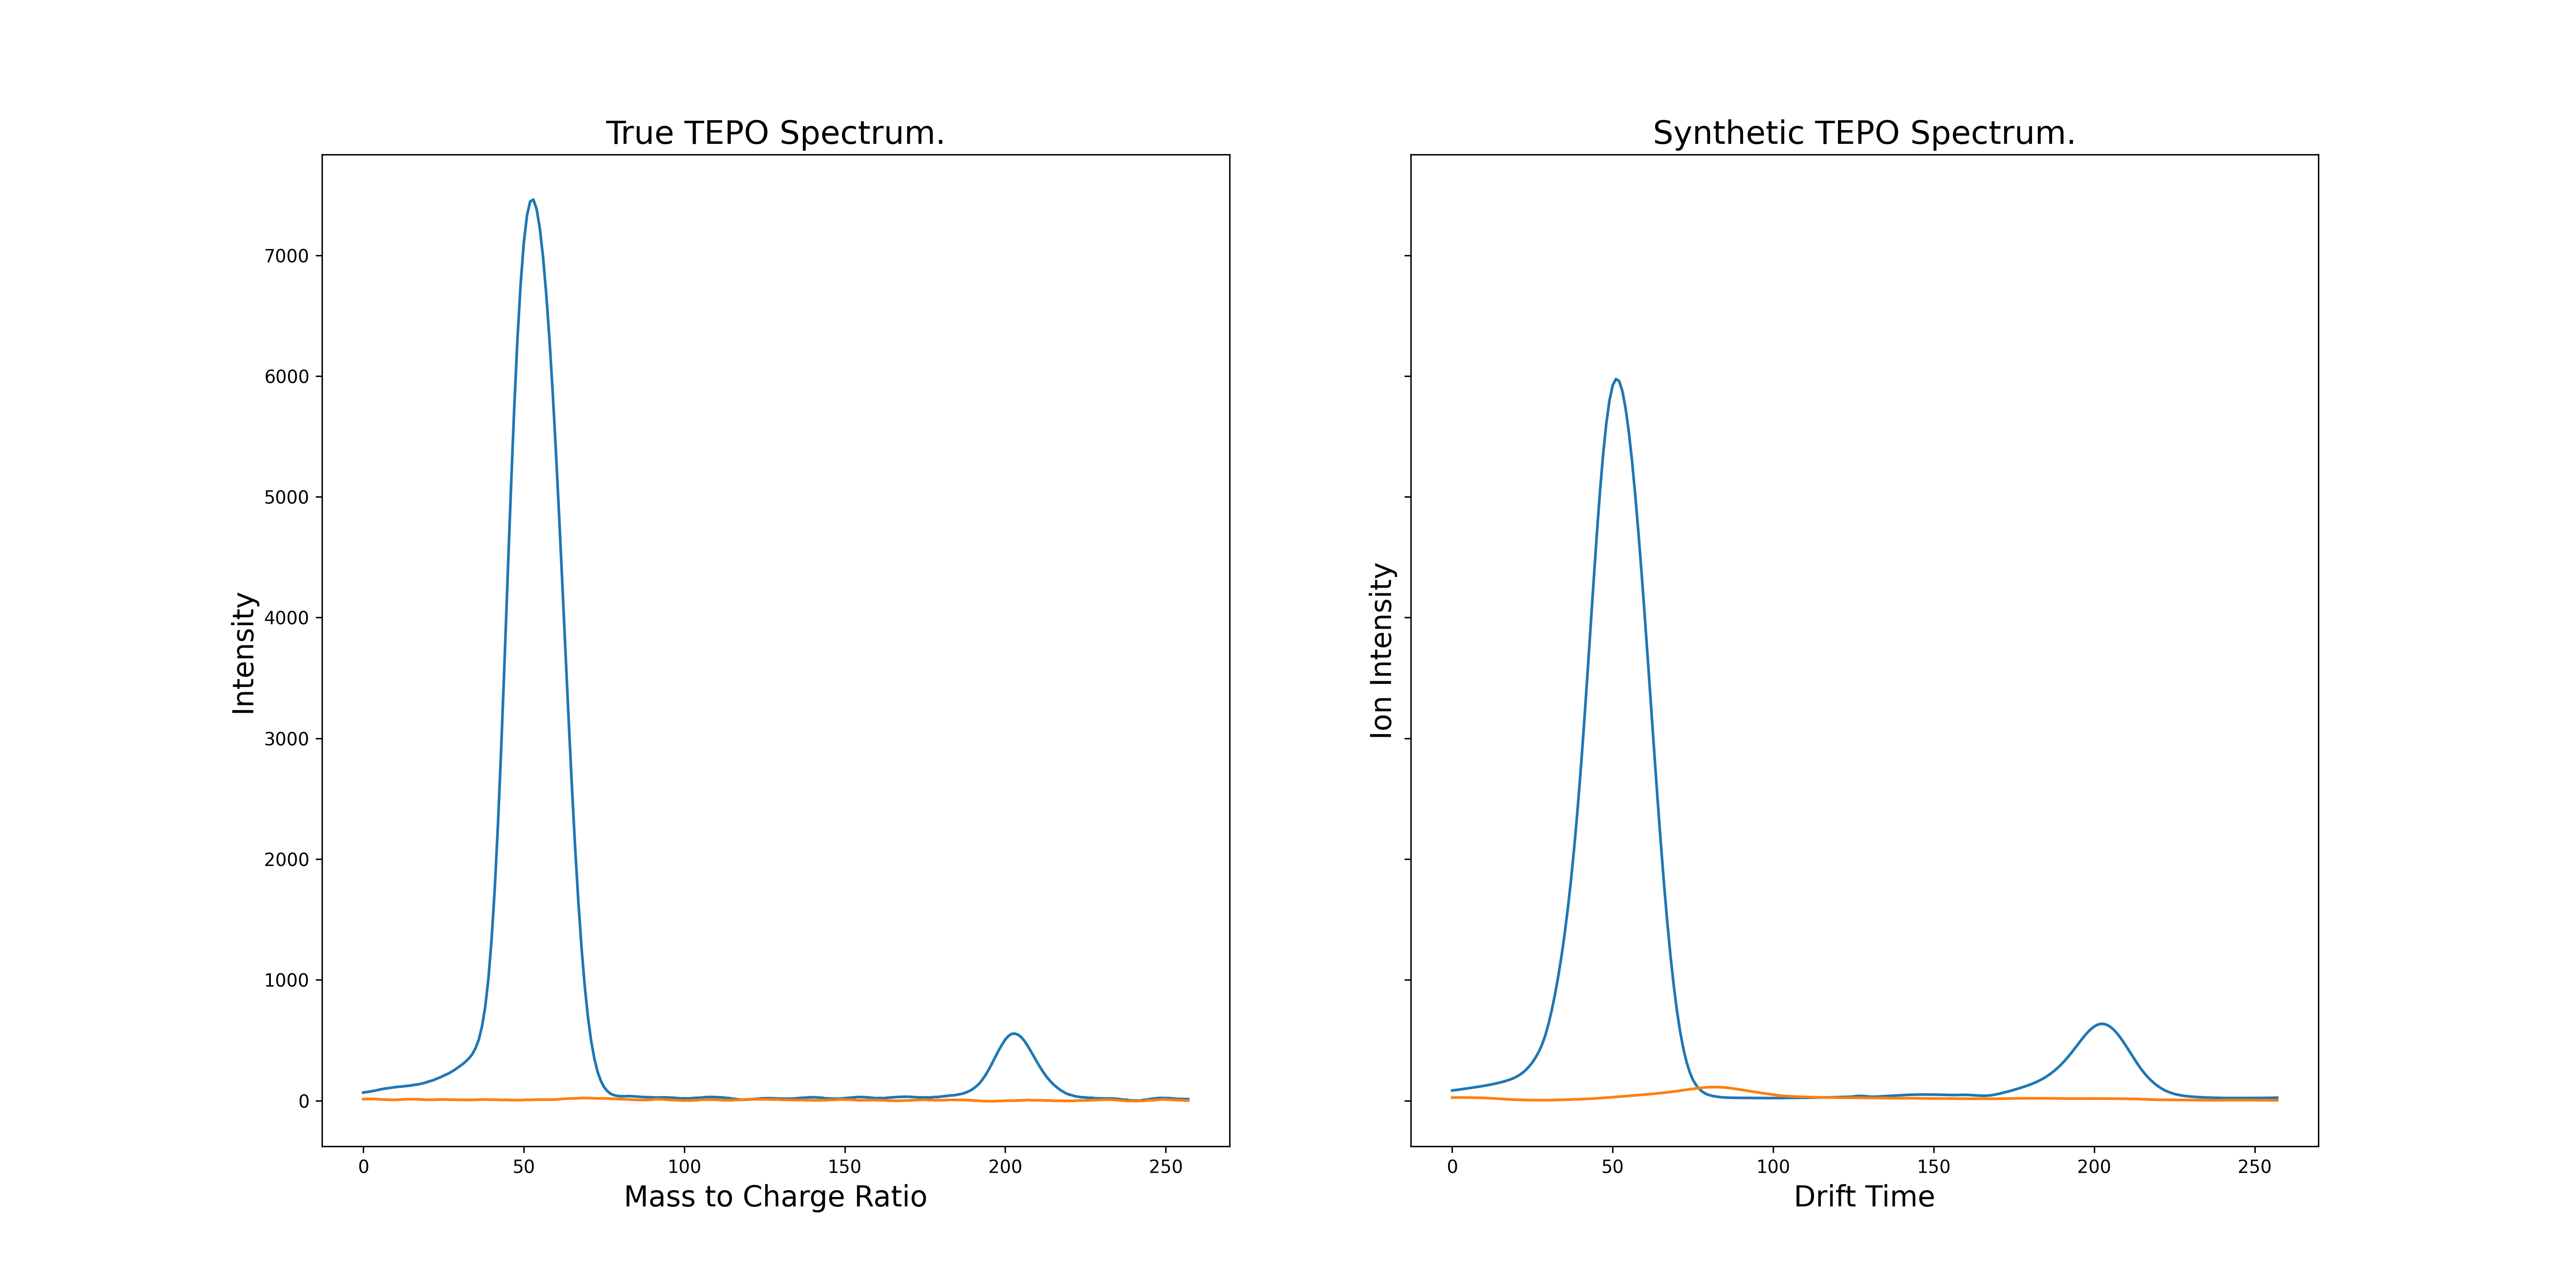 True TEPO Spectrum.
7000
6000
5000
4000
3000
2000
1000
0
Intensity
0 50 100 150 200 250
Mass to Charge Ratio
Synthetic TEPO Spectrum.
Ion Intensity
0 50 100 150 200 250
Drift Time